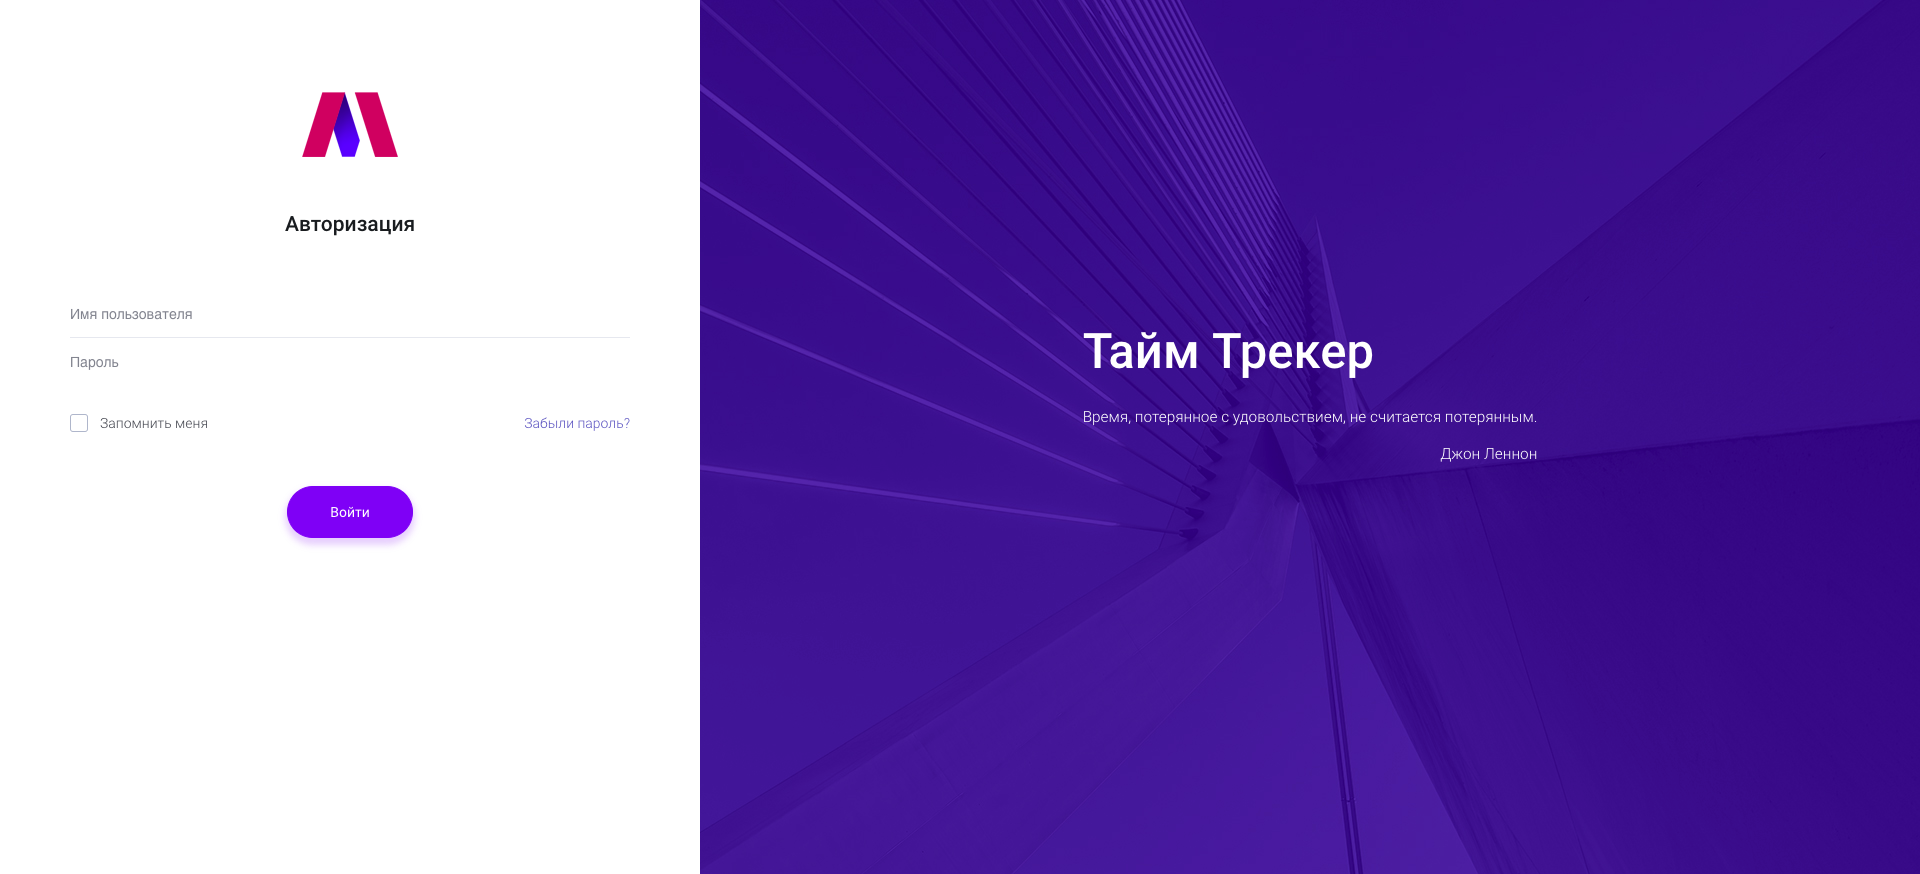 Авторизация
Имя пользователя
Пароль
Запомнить меня
Забыли пароль?
Войти
Тайм Трекер
Время, потерянное с удовольствием, не считается потерянным.
Джон Леннон